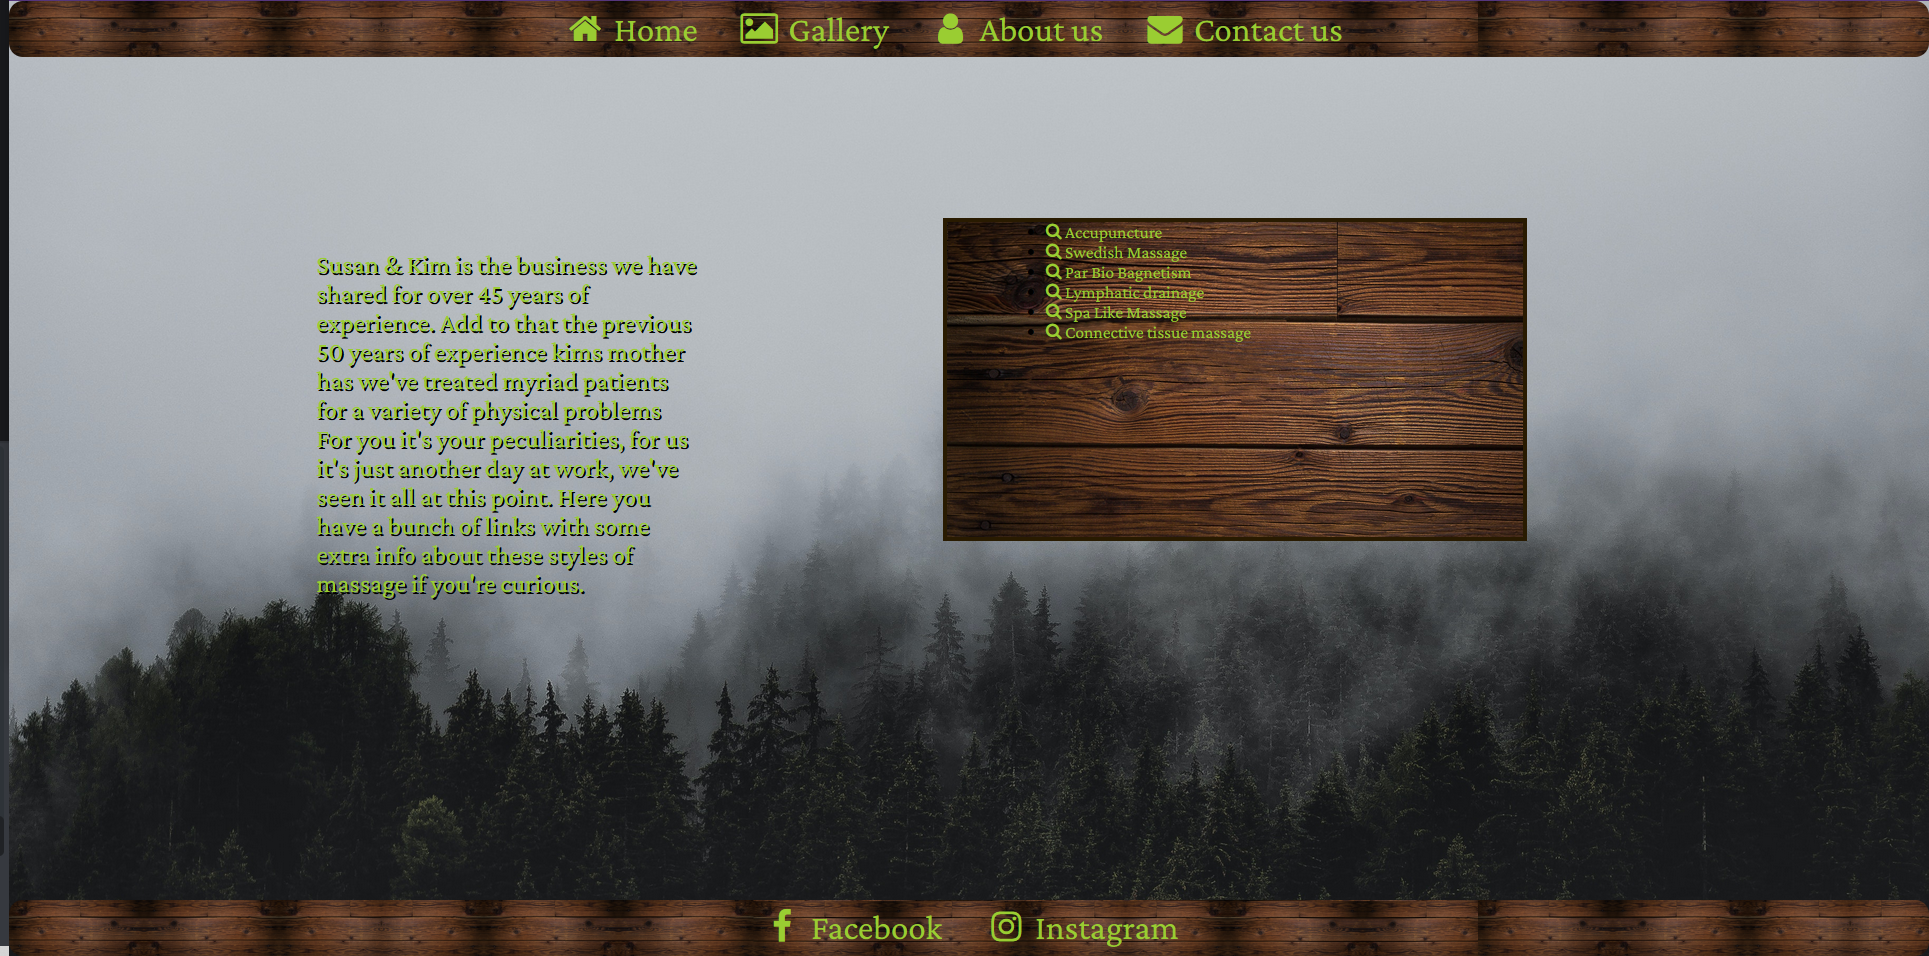 Home Gallery About us Contact us
Susan & Kim is the business we have
shared for over 45 years of
experience. Add to that the previous
50 years of experience kims mother
has we've treated myriad patients
for a variety of physical problems
For you it's your peculiarities, for us
it's just another day at work, we've
seen it all at this point. Here you
have a bunch of links with some
extra info about these styles of
massage if you're curious.
Accupuncture
Swedish Massage
Par Bio Bagnetism
Lymphatic drainage
Spa Like Massage
Connective tissue massage
Facebook Instagram